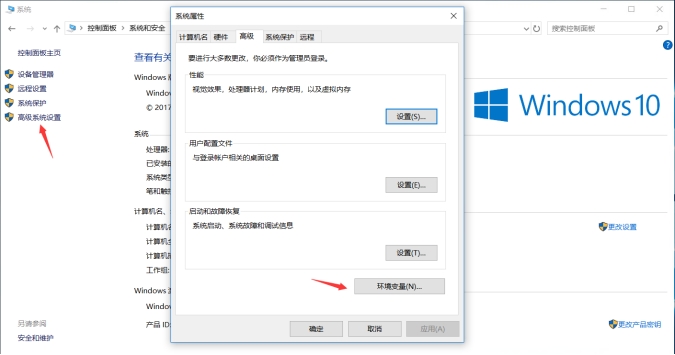 系统
系统属性
控制面板
系统和安全
搜索控制面板
计算机名
硬件
高级
系统保护
远程
控制面板主页
查看有关
要进行大多数更改，你必须作为管理员登录。
设备管理器
Windows
性能
远程设置
Window
视觉效果，处理器计划，内存使用，以及虚拟内存
系统保护
© 2017
Windows 10
高级系统设置
设置(S)...
系统
用户配置文件
处理器:
与登录帐户相关的桌面设置
已安装的
系统类型
设置(E)...
笔和触摸
计算机名、
启动和故障恢复
计算机
系统启动、系统故障和调试信息
更改设置
计算机全
计算机描
设置(T)...
工作组:
环境变量(N)...
Windows
Window
另请参阅
产品 ID
确定
取消
应用(A)
更改产品密钥
安全和维护